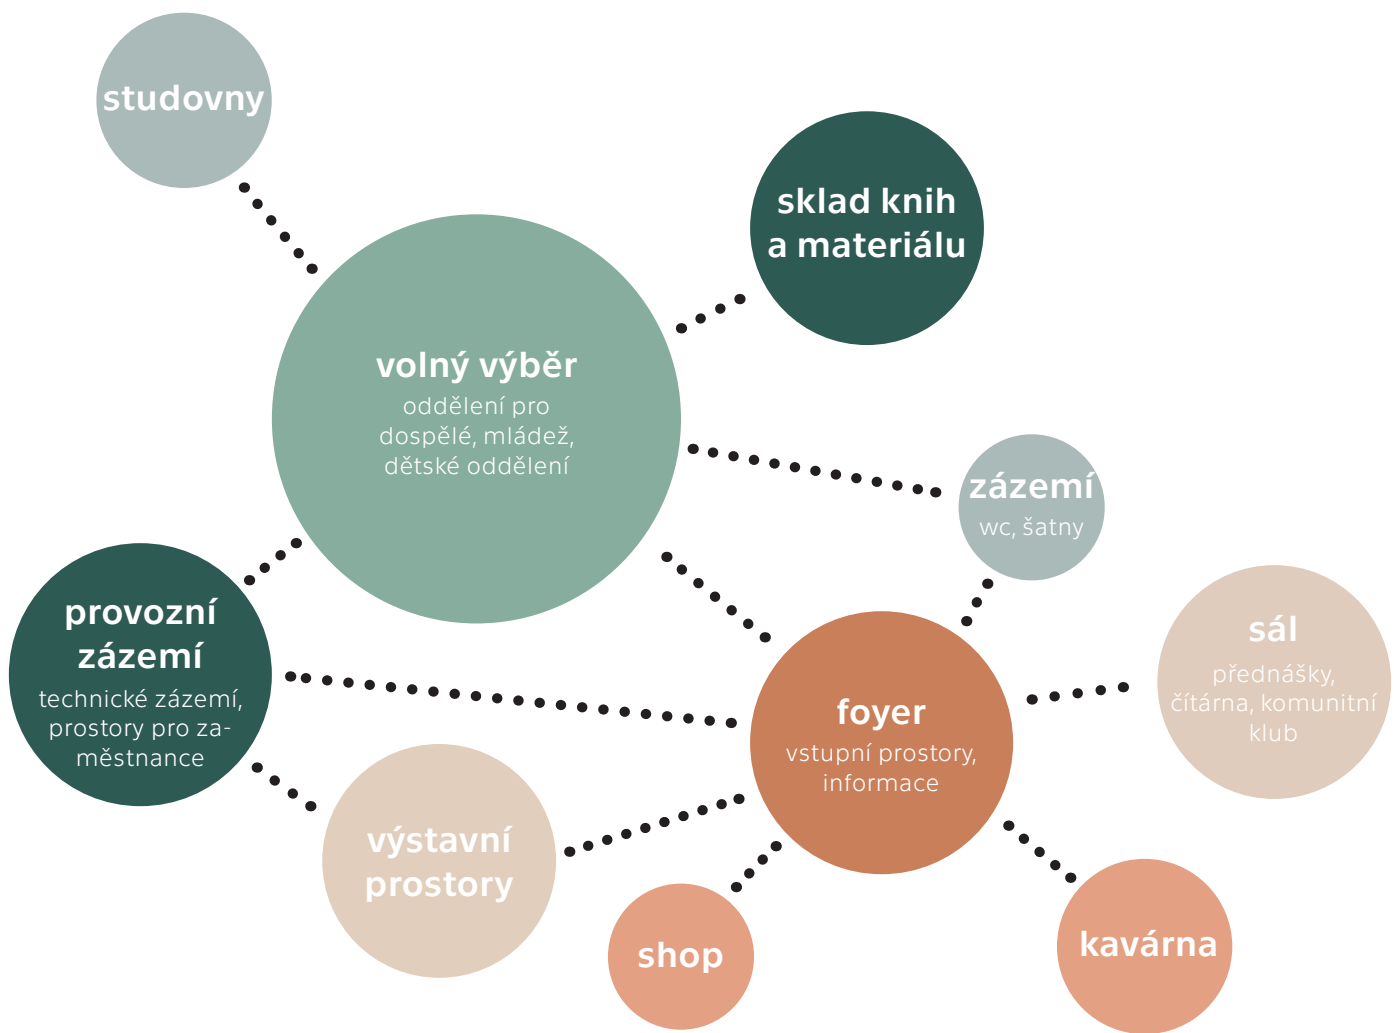 studovny
sklad knih
a materiálu
volný výběr
oddělení pro
dospělé, mládež,
dětské oddělení
zázemí
wc, šatny
provozní
zázemí
technické zázemí,
prostory pro za-
městnance
sál
přednášky,
čítárna, komunitní
klub
foyer
vstupní prostory,
informace
výstavní
prostory
shop
kavárna